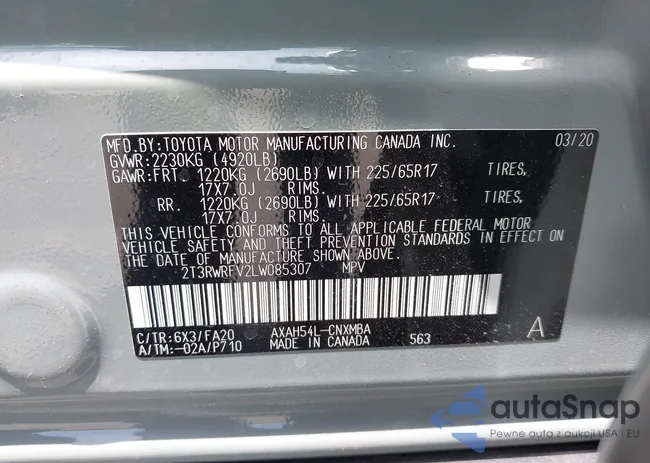 MFD.BY:TOYOTA MOTOR MANUFACTURING CANADA INC. 03/20
GVWR:2230KG (4920LB)
GAWR:FRT. 1220KG (2690LB) WITH 225/65R17 TIRES,
17X7.0J RIMS.
RR. 1220KG (2690LB) WITH 225/65R17 TIRES,
17X7.0J RIMS.
THIS VEHICLE CONFORMS TO ALL APPLICABLE FEDERAL MOTOR
VEHICLE SAFETY AND THEFT PREVENTION STANDARDS IN EFFECT ON
THE DATE OF MANUFACTURE SHOWN ABOVE.
2T3RWRFV2LW085307 MPV
C/TR:6X3/FA20 AXAH54L-CNXMBA A
A/TM:-02A/P710 MADE IN CANADA 563
autoSnap
Pewne auta z aukcji USA i EU